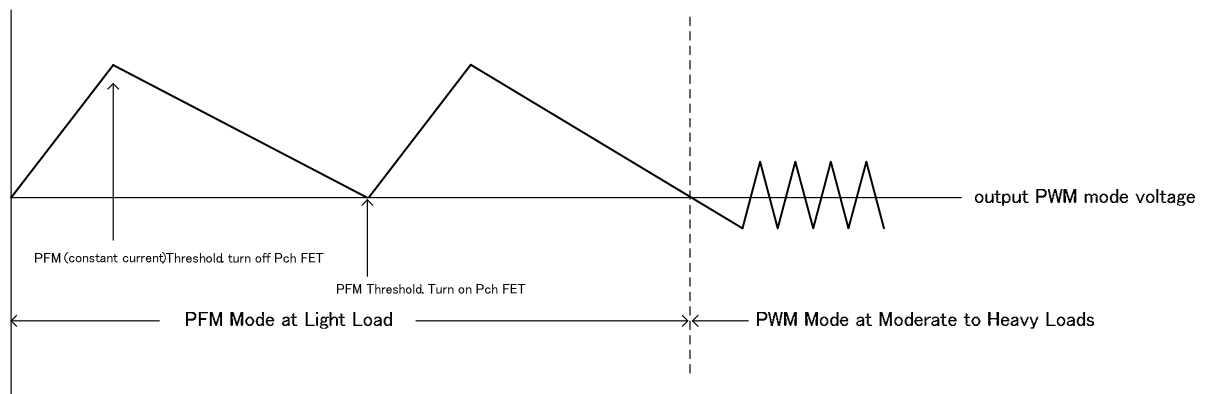 output PWM mode voltage
PFM (constant current)Threshold. turn off Pch FET
PFM Threshold. Turn on Pch FET
PFM Mode at Light Load
PWM Mode at Moderate to Heavy Loads